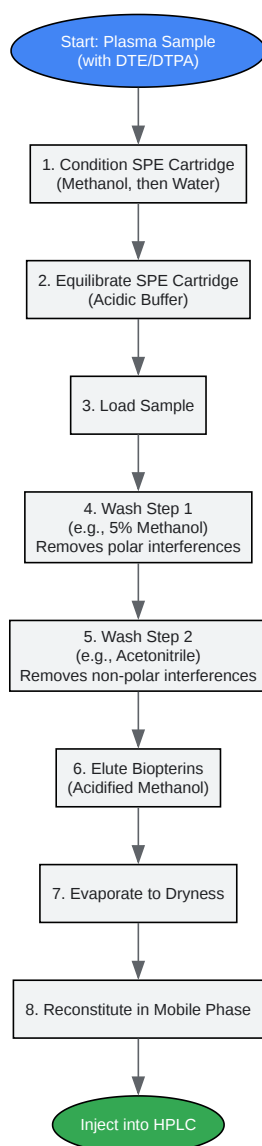 Start: Plasma Sample
(with DTE/DTPA)
1. Condition SPE Cartridge
(Methanol, then Water)
2. Equilibrate SPE Cartridge
(Acidic Buffer)
3. Load Sample
4. Wash Step 1
(e.g., 5% Methanol)
Removes polar interferences
5. Wash Step 2
(e.g., Acetonitrile)
Removes non-polar interferences
6. Elute Biopterins
(Acidified Methanol)
7. Evaporate to Dryness
8. Reconstitute in Mobile Phase
Inject into HPLC